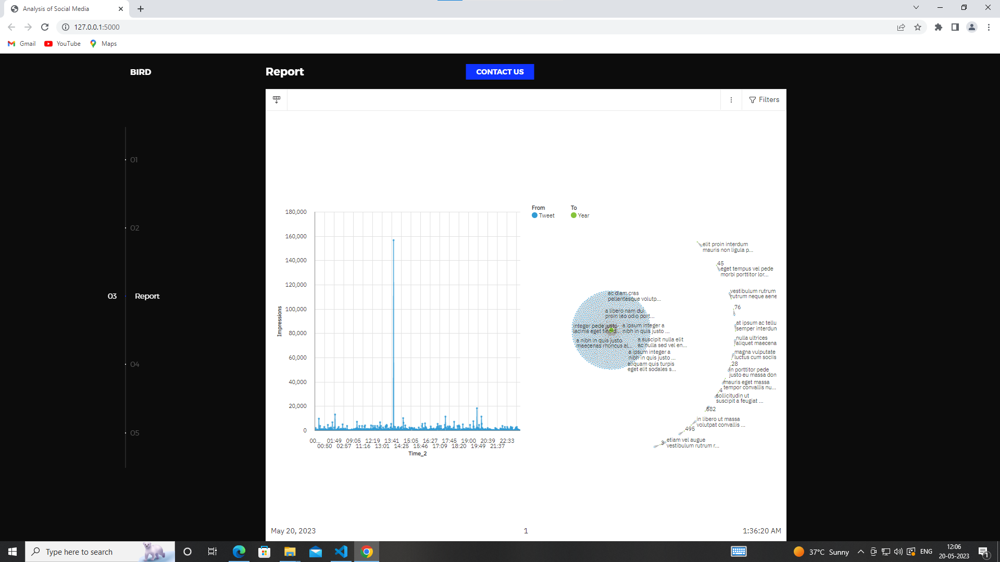 Analysis of Social Media
127.0.0.1:5000
Gmail
YouTube
Maps
BIRD
Report
CONTACT US
Filters
01
02
03
Report
04
05
180,000
160,000
140,000
120,000
100,000
80,000
60,000
40,000
20,000
0
Impressions
00...
01:49
09:05
12:19
13:41
15:05
16:27
17:45
19:00
20:39
22:33
00:50
02:57
11:16
13:01
14:25
15:46
17:09
18:20
19:49
21:37
Time_2
From
To
Tweet
Year
ac diam cras
pellentesque volutp...
a libero nam dui
proin leo odio port...
integer pede justo
lacinia eget tincid...
a ipsum integer a
nibh in quis justo ...
a nibh in quis justo
maecenas rhoncus al...
a suscipit nulla elit
ac nulla sed vel en...
a ipsum integer a
nibh in quis justo ...
aliquam quis turpis
eget elit sodales s...
elit proin interdum
mauris non ligula p...
45
eget tempus vel pede
morbi porttitor lor...
vestibulum rutrum
rutrum neque aene
76
at ipsum ac tellu
semper interdun
nulla ultrices
aliquet maecena
magna vulputate
luctus cum sociis
28
in porttitor pede
justo eu massa don
mauris eget massa
tempor convallis nu...
4
sollicitudin ut
suscipit a feugiat ...
582
in libero ut massa
volutpat convallis ...
495
3
etiam vel augue
vestibulum rutrum r...
May 20, 2023
1
1:36:20 AM
Type here to search
37°C Sunny
ENG
12:06
20-05-2023
1